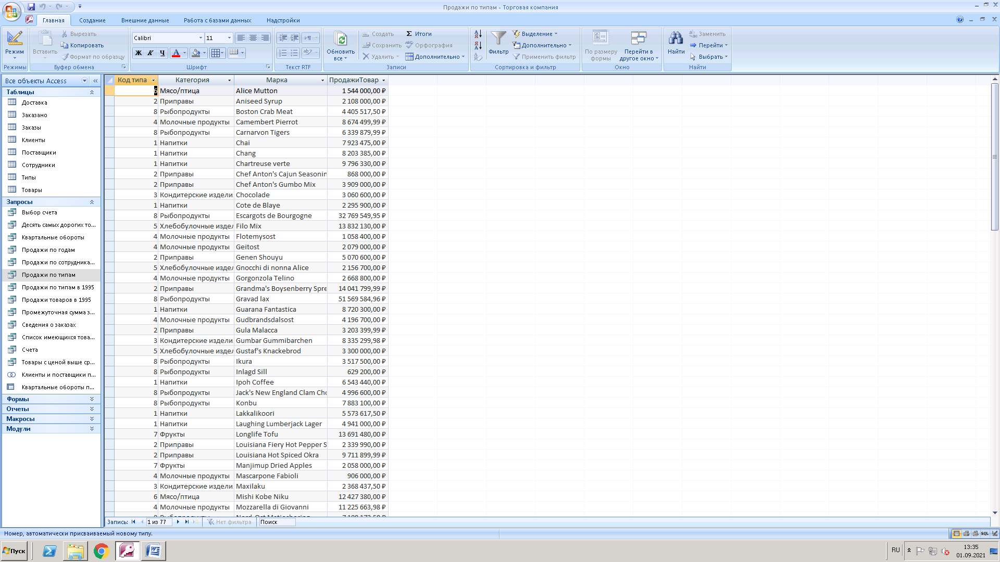 Продажи по типам - Торговая компания
Главная Создание Внешние данные Работа с базами данных Надстройки
Режим
Режимы
Вставить
Вырезать
Копировать
Формат по образцу
Буфер обмена
Calibri 11
Ж К Ч А
Шрифт
Текст RTF
Обновить все
Создать
Сохранить
Удалить
Итоги
Орфография
Дополнительно
Записи
Фильтр
Выделение
Дополнительно
Применить фильтр
Сортировка и фильтр
По размеру формы
Перейти в другое окно
Окно
Найти
Заменить
Перейти
Выбрать
Найти
Все объекты Access
Таблицы
Доставка
Заказано
Заказы
Клиенты
Поставщики
Сотрудники
Типы
Товары
Запросы
Выбор счета
Десять самых дорогих то...
Квартальные обороты
Продажи по годам
Продажи по сотрудника...
Продажи по типам
Продажи по типам в 1995
Продажи товаров в 1995
Промежуточная сумма з...
Сведения о заказах
Список имеющихся това...
Счета
Товары с ценой выше ср...
Клиенты и поставщики п...
Квартальные обороты п...
Формы
Отчеты
Макросы
Модули
Код типа Категория Марка ПродажиТовар
6 Мясо/птица Alice Mutton 1 544 000,00 ₽
2 Приправы Aniseed Syrup 2 108 000,00 ₽
8 Рыбопродукты Boston Crab Meat 4 405 517,50 ₽
4 Молочные продукты Camembert Pierrot 8 674 499,99 ₽
8 Рыбопродукты Carnarvon Tigers 6 339 879,99 ₽
1 Напитки Chai 7 923 475,00 ₽
1 Напитки Chang 8 203 385,00 ₽
1 Напитки Chartreuse verte 9 796 330,00 ₽
2 Приправы Chef Anton's Cajun Seasonin 868 000,00 ₽
2 Приправы Chef Anton's Gumbo Mix 3 909 000,00 ₽
3 Кондитерские издели Chocolade 3 060 600,00 ₽
1 Напитки Cote de Blaye 2 295 900,00 ₽
8 Рыбопродукты Escargots de Bourgogne 32 769 549,95 ₽
5 Хлебобулочные издел Filo Mix 13 832 130,00 ₽
4 Молочные продукты Flotemysost 1 058 400,00 ₽
4 Молочные продукты Geitost 2 079 000,00 ₽
2 Приправы Genen Shouyu 5 070 600,00 ₽
5 Хлебобулочные издел Gnocchi di nonna Alice 2 156 700,00 ₽
4 Молочные продукты Gorgonzola Telino 2 668 800,00 ₽
2 Приправы Grandma's Boysenberry Spre 14 041 799,99 ₽
8 Рыбопродукты Gravad lax 51 569 584,96 ₽
1 Напитки Guarana Fantastica 8 720 300,00 ₽
4 Молочные продукты Gudbrandsdalsost 4 196 700,00 ₽
2 Приправы Gula Malacca 3 203 399,99 ₽
3 Кондитерские издели Gumbar Gummibarchen 8 335 299,98 ₽
5 Хлебобулочные издел Gustaf's Knackebrod 3 300 000,00 ₽
8 Рыбопродукты Ikura 3 517 500,00 ₽
8 Рыбопродукты Inlagd Sill 629 200,00 ₽
1 Напитки Ipoh Coffee 6 543 440,00 ₽
8 Рыбопродукты Jack's New England Clam Cho 4 996 600,00 ₽
8 Рыбопродукты Konbu 7 883 100,00 ₽
1 Напитки Lakkalikoori 5 573 617,50 ₽
1 Напитки Laughing Lumberjack Lager 4 941 000,00 ₽
7 Фрукты Longlife Tofu 13 691 480,00 ₽
2 Приправы Louisiana Fiery Hot Pepper S 2 339 990,00 ₽
2 Приправы Louisiana Hot Spiced Okra 9 711 899,99 ₽
7 Фрукты Manjimup Dried Apples 2 058 000,00 ₽
4 Молочные продукты Mascarpone Fabioli 906 000,00 ₽
3 Кондитерские издели Maxilaku 2 368 437,50 ₽
6 Мясо/птица Mishi Kobe Niku 12 427 380,00 ₽
4 Молочные продукты Mozzarella di Giovanni 11 225 663,98 ₽
Запись: 1 из 77 Нет фильтра Поиск
Номер, автоматически присваиваемый новому типу.
SQL
Пуск
RU
13:35
01.09.2021